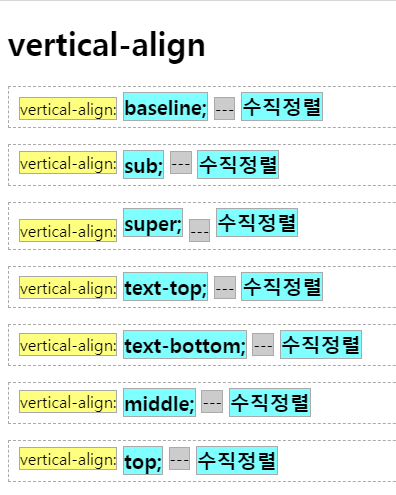 vertical-align
vertical-align: baseline; --- 수직정렬
vertical-align: sub; --- 수직정렬
vertical-align: super; --- 수직정렬
vertical-align: text-top; --- 수직정렬
vertical-align: text-bottom; --- 수직정렬
vertical-align: middle; --- 수직정렬
vertical-align: top; --- 수직정렬